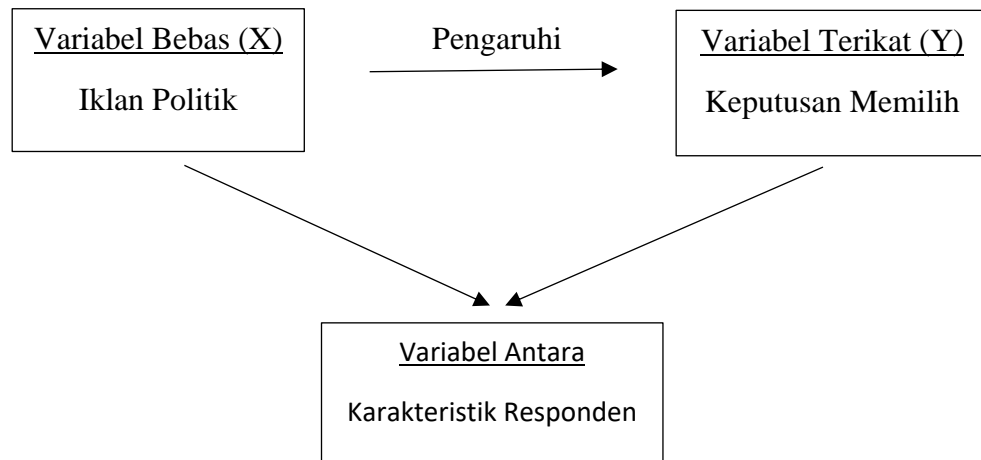 Variabel Bebas (X)
Iklan Politik
Pengaruhi
Variabel Terikat (Y)
Keputusan Memilih
Variabel Antara
Karakteristik Responden